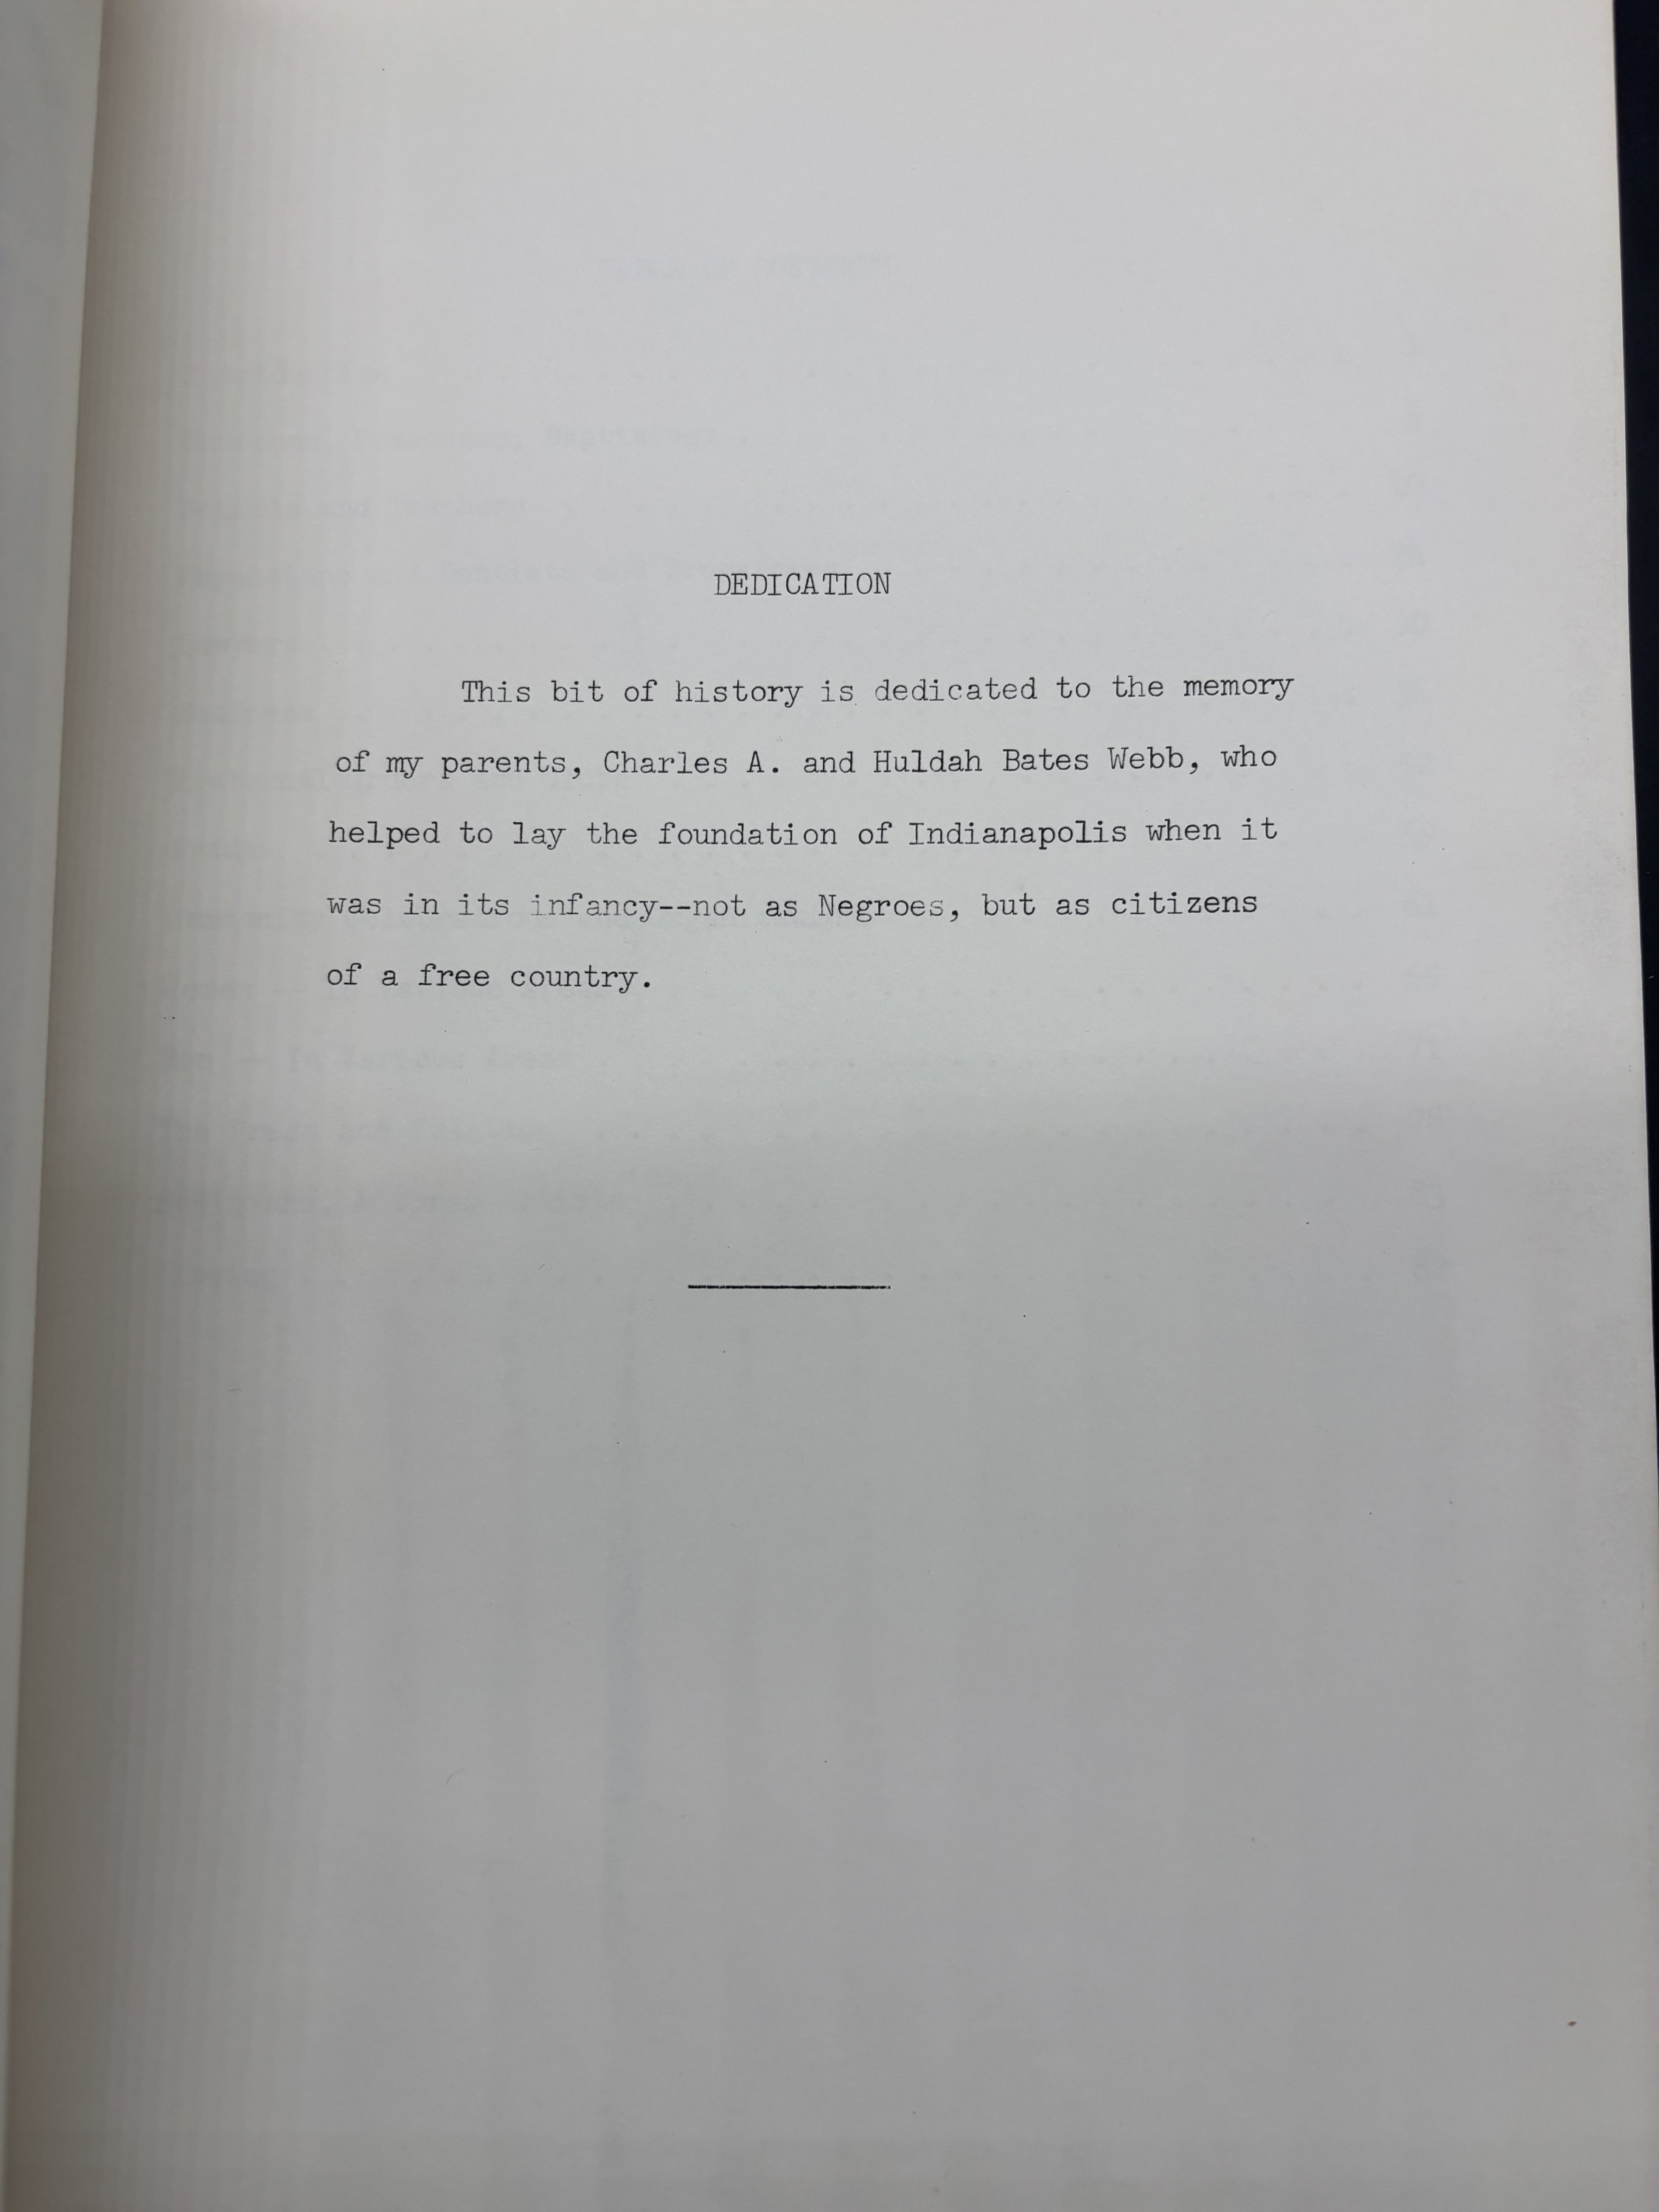 DEDICATION
This bit of history is dedicated to the memory
of my parents, Charles A. and Huldah Bates Webb, who
helped to lay the foundation of Indianapolis when it
was in its infancy--not as Negroes, but as citizens
of a free country.